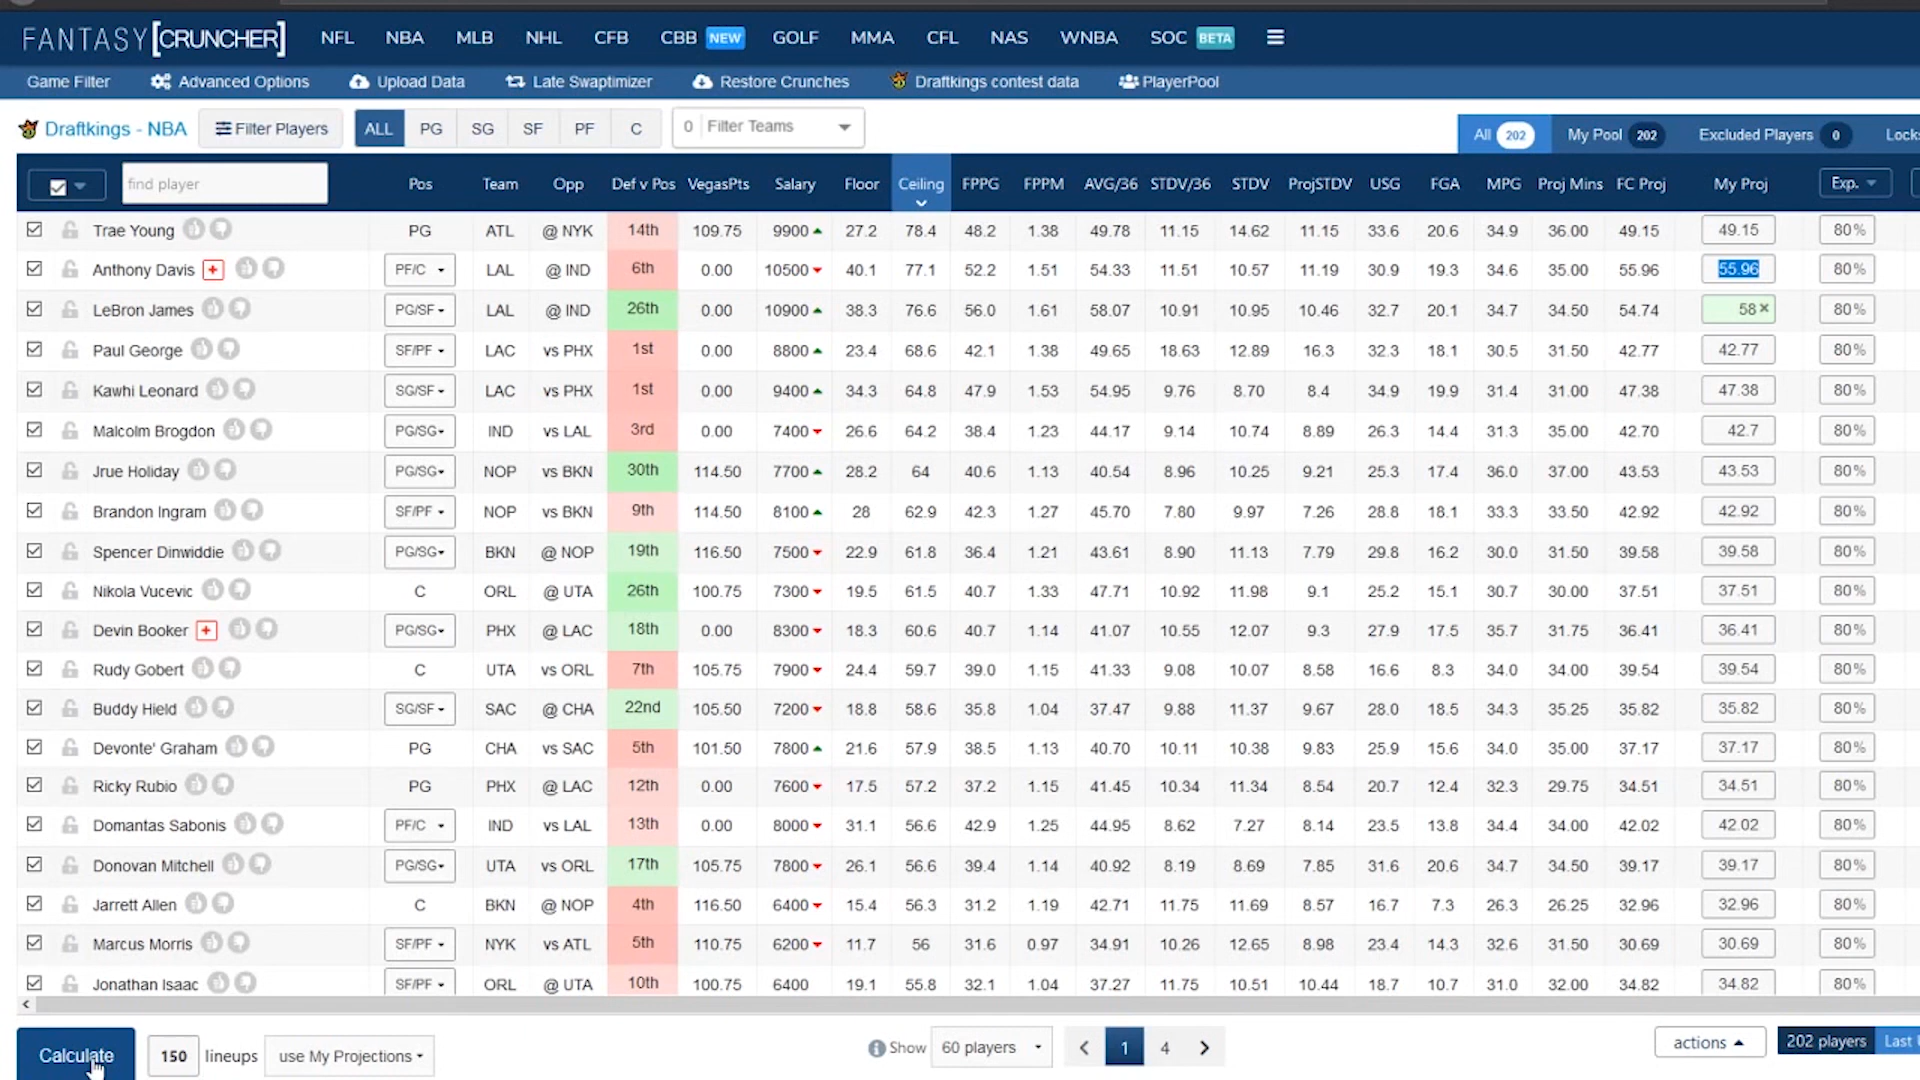 FANTASY[CRUNCHER] NFL NBA MLB NHL CFB CBB NEW GOLF MMA CFL NAS WNBA SOC BETA
Game Filter Advanced Options Upload Data Late Swaptimizer Restore Crunches Draftkings contest data PlayerPool
Draftkings - NBA Filter Players ALL PG SG SF PF C 0 Filter Teams All 202 My Pool 202 Excluded Players 0 Locks
find player Pos Team Opp Def v Pos VegasPts Salary Floor Ceiling FPPG FPPM AVG/36 STDV/36 STDV ProjSTDV USG FGA MPG Proj Mins FC Proj My Proj Exp.
Trae Young PG ATL @ NYK 14th 109.75 9900 27.2 78.4 48.2 1.38 49.78 11.15 14.62 11.15 33.6 20.6 34.9 36.00 49.15 49.15 80%
Anthony Davis PF/C LAL @ IND 6th 0.00 10500 40.1 77.1 52.2 1.51 54.33 11.51 10.57 11.19 30.9 19.3 34.6 35.00 55.96 55.96 80%
LeBron James PG/SF LAL @ IND 26th 0.00 10900 38.3 76.6 56.0 1.61 58.07 10.91 10.95 10.46 32.7 20.1 34.7 34.50 54.74 58× 80%
Paul George SF/PF LAC vs PHX 1st 0.00 8800 23.4 68.6 42.1 1.38 49.65 18.63 12.89 16.3 32.3 18.1 30.5 31.50 42.77 42.77 80%
Kawhi Leonard SG/SF LAC vs PHX 1st 0.00 9400 34.3 64.8 47.9 1.53 54.95 9.76 8.70 8.4 34.9 19.9 31.4 31.00 47.38 47.38 80%
Malcolm Brogdon PG/SG IND vs LAL 3rd 0.00 7400 26.6 64.2 38.4 1.23 44.17 9.14 10.74 8.89 26.3 14.4 31.3 35.00 42.70 42.7 80%
Jrue Holiday PG/SG NOP vs BKN 30th 114.50 7700 28.2 64 40.6 1.13 40.54 8.96 10.25 9.21 25.3 17.4 36.0 37.00 43.53 43.53 80%
Brandon Ingram SF/PF NOP vs BKN 9th 114.50 8100 28 62.9 42.3 1.27 45.70 7.80 9.97 7.26 28.8 18.1 33.3 33.50 42.92 42.92 80%
Spencer Dinwiddie PG/SG BKN @ NOP 19th 116.50 7500 22.9 61.8 36.4 1.21 43.61 8.90 11.13 7.79 29.8 16.2 30.0 31.50 39.58 39.58 80%
Nikola Vucevic C ORL @ UTA 26th 100.75 7300 19.5 61.5 40.7 1.33 47.71 10.92 11.98 9.1 25.2 15.1 30.7 30.00 37.51 37.51 80%
Devin Booker PG/SG PHX @ LAC 18th 0.00 8300 18.3 60.6 40.7 1.14 41.07 10.55 12.07 9.3 27.9 17.5 35.7 31.75 36.41 36.41 80%
Rudy Gobert C UTA vs ORL 7th 105.75 7900 24.4 59.7 39.0 1.15 41.33 9.08 10.07 8.58 16.6 8.3 34.0 34.00 39.54 39.54 80%
Buddy Hield SG/SF SAC @ CHA 22nd 105.50 7200 18.8 58.6 35.8 1.04 37.47 9.88 11.37 9.67 28.0 18.5 34.3 35.25 35.82 35.82 80%
Devonte' Graham PG CHA vs SAC 5th 101.50 7800 21.6 57.9 38.5 1.13 40.70 10.11 10.38 9.83 25.9 15.6 34.0 35.00 37.17 37.17 80%
Ricky Rubio PG PHX @ LAC 12th 0.00 7600 17.5 57.2 37.2 1.15 41.45 10.34 11.34 8.54 20.7 12.4 32.3 29.75 34.51 34.51 80%
Domantas Sabonis PF/C IND vs LAL 13th 0.00 8000 31.1 56.6 42.9 1.25 44.95 8.62 7.27 8.14 23.5 13.8 34.4 34.00 42.02 42.02 80%
Donovan Mitchell PG/SG UTA vs ORL 17th 105.75 7800 26.1 56.6 39.4 1.14 40.92 8.19 8.69 7.85 31.6 20.6 34.7 34.50 39.17 39.17 80%
Jarrett Allen C BKN @ NOP 4th 116.50 6400 15.4 56.3 31.2 1.19 42.71 11.75 11.69 8.57 16.7 7.3 26.3 26.25 32.96 32.96 80%
Marcus Morris SF/PF NYK vs ATL 5th 110.75 6200 11.7 56 31.6 0.97 34.91 10.26 12.65 8.98 23.4 14.3 32.6 31.50 30.69 30.69 80%
Jonathan Isaac SF/PF ORL @ UTA 10th 100.75 6400 19.1 55.8 32.1 1.04 37.27 11.75 10.51 10.44 18.7 10.7 31.0 32.00 34.82 34.82 80%
Calculate 150 lineups use My Projections Show 60 players < 1 4 > actions 202 players Last